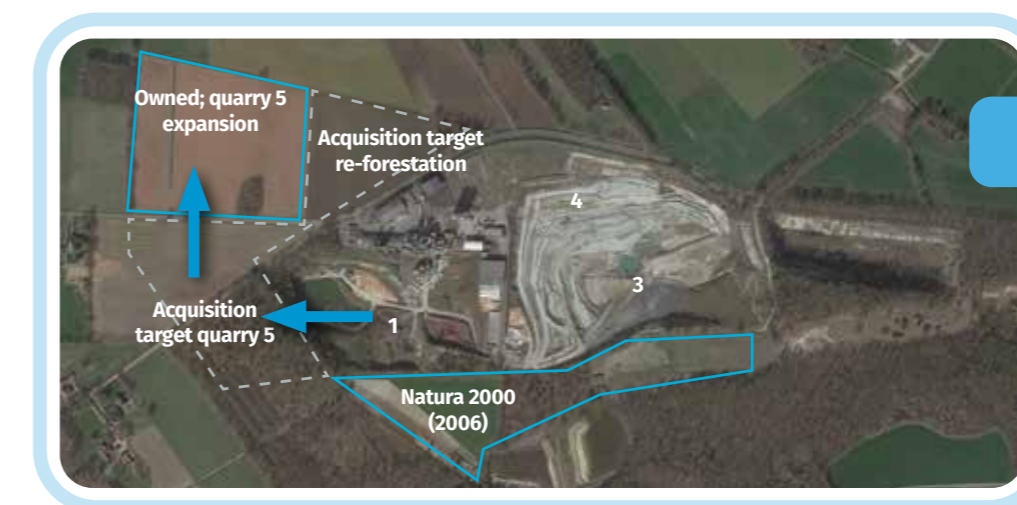 Owned; quarry 5
expansion
Acquisition target
re-forestation
4
3
Acquisition
target quarry 5
1
Natura 2000
(2006)